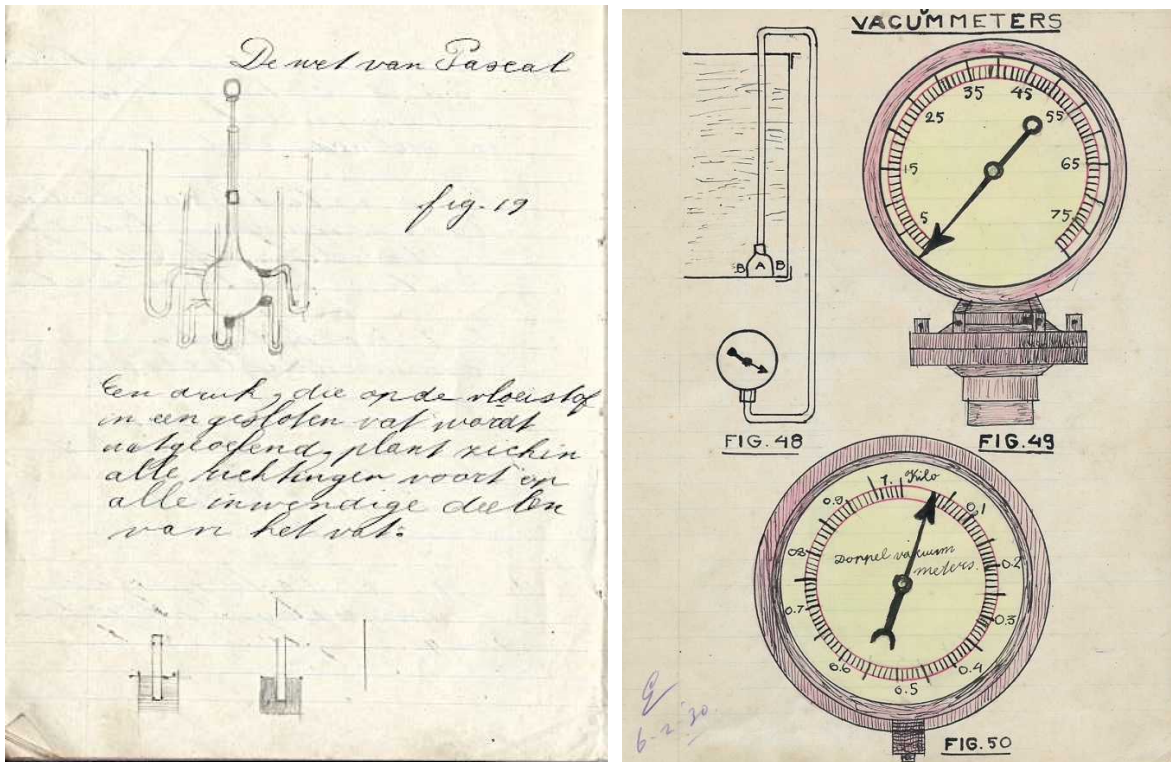 De wet van Pascal
fig. 19
Een druk, die op de vloeistof
in een gesloten vat wordt
uitgeoefend, plant zich in
alle richtingen voort op
alle inwendige deelen
van het vat.
VACUMMETERS
B A B
FIG. 48
5
15
25
35
45
55
65
75
FIG. 49
1. Kilo
0.1
0.2
0.3
0.4
0.5
0.6
0.7
0.8
0.9
Doppel vacuum
meters.
FIG. 50
6-2-'30